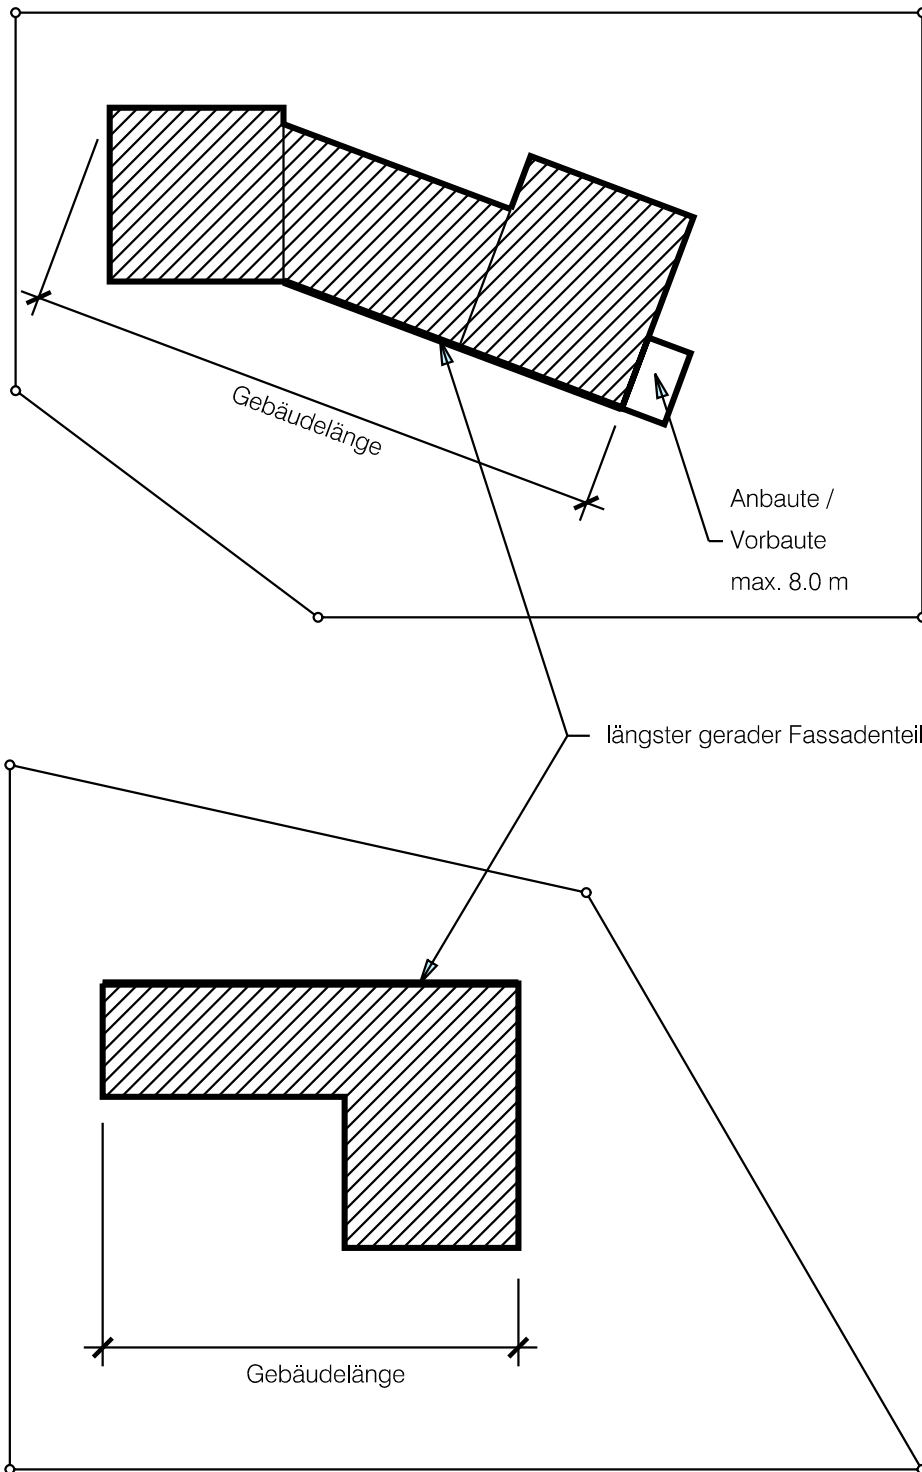 Gebäudelänge
Anbaute /
Vorbaute
max. 8.0 m
längster gerader Fassadenteil
Gebäudelänge